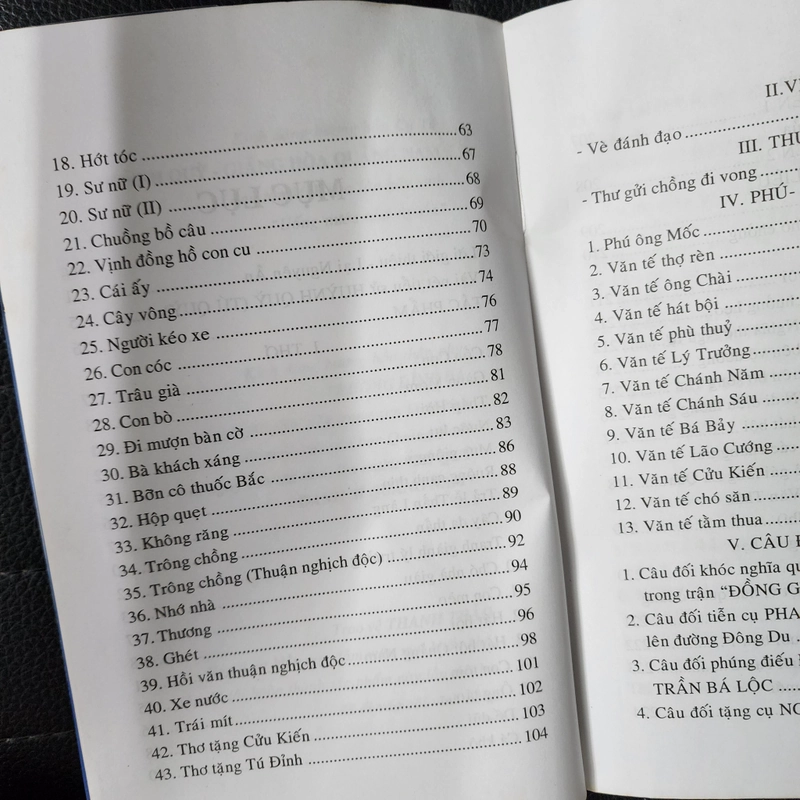 18. Hớt tóc ........ 63
19. Sư nữ (I) ........ 67
20. Sư nữ (II) ........ 68
21. Chuồng bồ câu ........ 69
22. Vịnh đồng hồ con cu ........ 70
23. Cái ấy ........ 73
24. Cây vông ........ 74
25. Người kéo xe ........ 76
26. Con cóc ........ 77
27. Trâu già ........ 78
28. Con bò ........ 81
29. Đi mượn bàn cờ ........ 82
30. Bà khách xáng ........ 83
31. Bỡn cô thuốc Bắc ........ 86
32. Hộp quẹt ........ 88
33. Không răng ........ 89
34. Trông chồng ........ 90
35. Trông chồng (Thuận nghịch độc) ........ 92
36. Nhớ nhà ........ 94
37. Thương ........ 95
38. Ghét ........ 96
39. Hồi văn thuận nghịch độc ........ 98
40. Xe nước ........ 101
41. Trái mít ........ 102
42. Thơ tặng Cửu Kiến ........ 103
43. Thơ tặng Tú Đỉnh ........ 104
II.V
- Vè đánh đạo ........
III. THƯ
- Thư gửi chồng đi vong ........
IV. PHÚ-
1. Phú ông Mốc ........
2. Văn tế thợ rèn ........
3. Văn tế ông Chài ........
4. Văn tế hát bội ........
5. Văn tế phù thuỷ ........
6. Văn tế Lý Trưởng ........
7. Văn tế Chánh Năm ........
8. Văn tế Chánh Sáu ........
9. Văn tế Bá Bảy ........
10. Văn tế Lão Cướng ........
11. Văn tế Cửu Kiến ........
12. Văn tế chó săn ........
13. Văn tế tằm thua ........
V. CÂU Đ
1. Câu đối khóc nghĩa qu
trong trận “ĐỒNG G
2. Câu đối tiễn cụ PHA
lên đường Đông Du ..
3. Câu đối phúng điếu
TRẦN BÁ LỘC ........
4. Câu đối tặng cụ NG